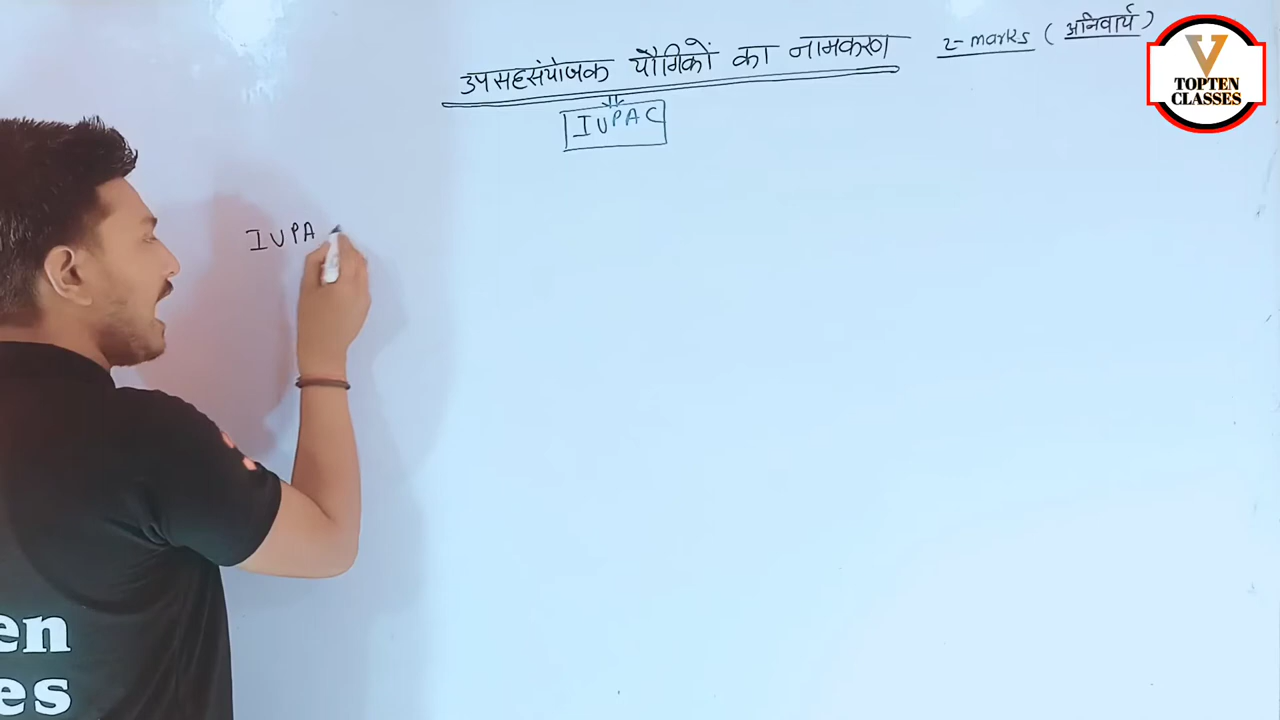 उपसहसंयोजक यौगिकों का नामकरण 2-marks (अनिवार्य)
IUPAC
IUPA
V
TOPTEN
CLASSES
en
es